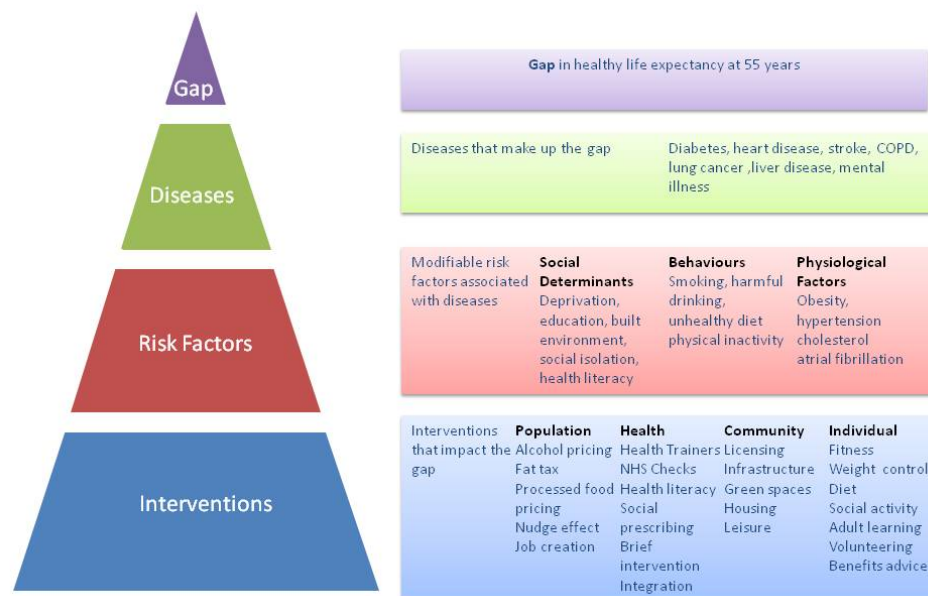 Gap
Gap in healthy life expectancy at 55 years
Diseases
Diseases that make up the gap
Diabetes, heart disease, stroke, COPD,
lung cancer ,liver disease, mental
illness
Risk Factors
Modifiable risk
factors associated
with diseases
Social
Determinants
Deprivation,
education, built
environment,
social isolation,
health literacy
Behaviours
Smoking, harmful
drinking,
unhealthy diet
physical inactivity
Physiological
Factors
Obesity,
hypertension
cholesterol
atrial fibrillation
Interventions
Interventions
that impact the
gap
Population
Alcohol pricing
Fat tax
Processed food
pricing
Nudge effect
Job creation
Health
Health Trainers
NHS Checks
Health literacy
Social
prescribing
Brief
intervention
Integration
Community
Licensing
Infrastructure
Green spaces
Housing
Leisure
Individual
Fitness
Weight control
Diet
Social activity
Adult learning
Volunteering
Benefits advice